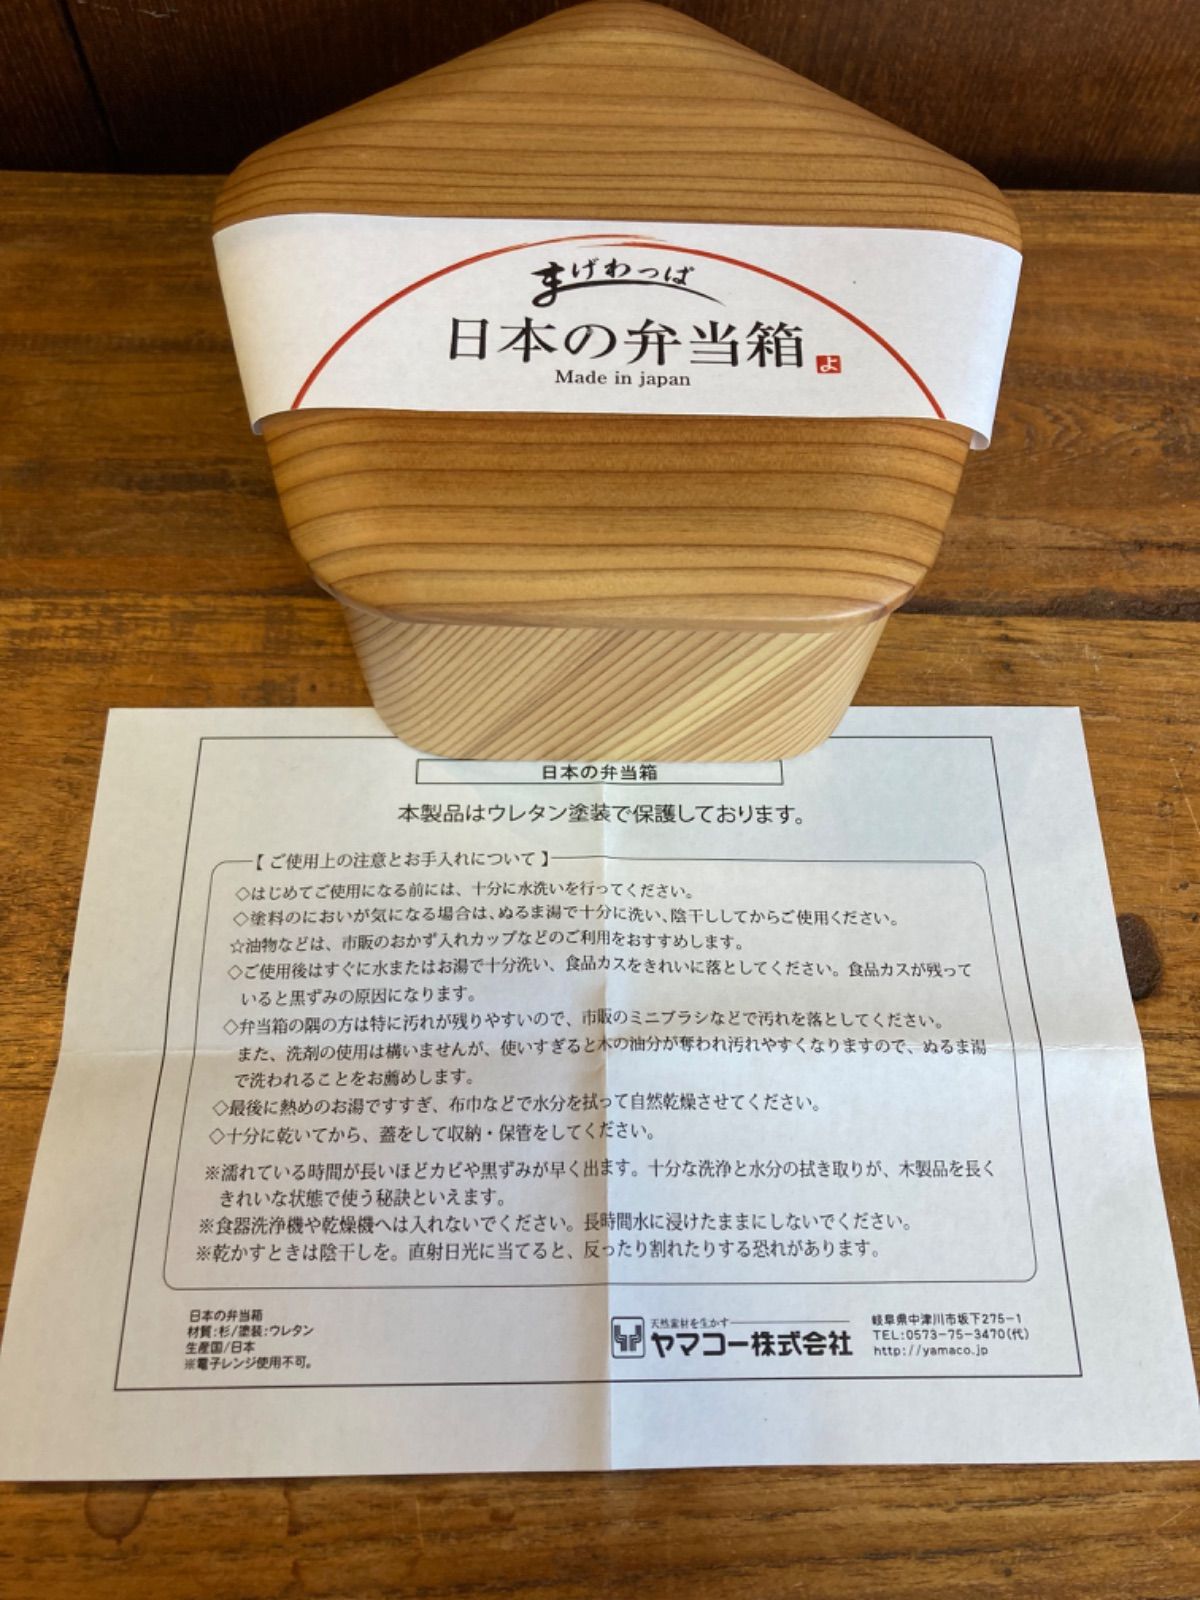 まげわっぱ
日本の弁当箱
よ
Made in japan
日本の弁当箱
本製品はウレタン塗装で保護しております。
【 ご使用上の注意とお手入れについて 】
◇はじめてご使用になる前には、十分に水洗いを行ってください。
◇塗料のにおいが気になる場合は、ぬるま湯で十分に洗い、陰干ししてからご使用ください。
☆油物などは、市販のおかず入れカップなどのご利用をおすすめします。
◇ご使用後はすぐに水またはお湯で十分洗い、食品カスをきれいに落としてください。食品カスが残って
いると黒ずみの原因になります。
◇弁当箱の隅の方は特に汚れが残りやすいので、市販のミニブラシなどで汚れを落としてください。
また、洗剤の使用は構いませんが、使いすぎると木の油分が奪われ汚れやすくなりますので、ぬるま湯
で洗われることをお薦めします。
◇最後に熱めのお湯ですすぎ、布巾などで水分を拭って自然乾燥させてください。
◇十分に乾いてから、蓋をして収納・保管をしてください。
※濡れている時間が長いほどカビや黒ずみが早く出ます。十分な洗浄と水分の拭き取りが、木製品を長く
きれいな状態で使う秘訣といえます。
※食器洗浄機や乾燥機へは入れないでください。長時間水に浸けたままにしないでください。
※乾かすときは陰干しを。直射日光に当てると、反ったり割れたりする恐れがあります。
日本の弁当箱
材質:杉/塗装:ウレタン
生産国/日本
※電子レンジ使用不可。
天然素材を生かす
ヤマコー株式会社
岐阜県中津川市坂下275-1
TEL:0573-75-3470(代)
http://yamaco.jp